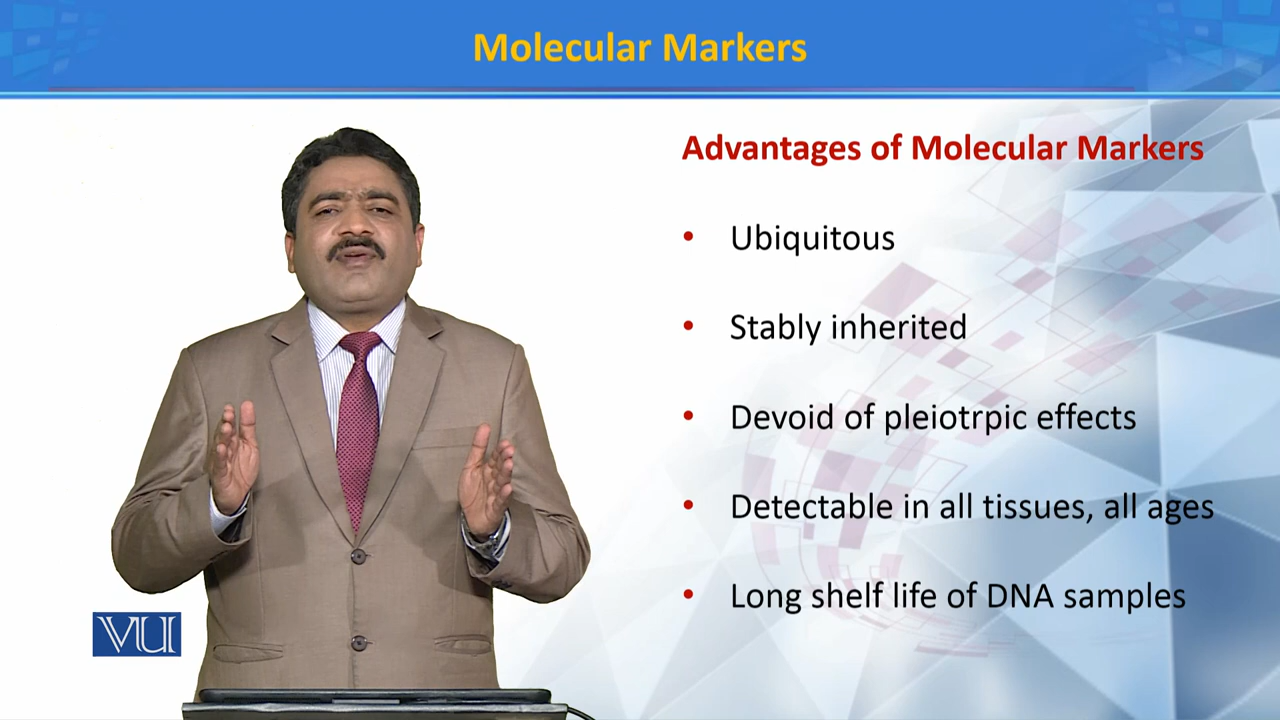 Molecular Markers
Advantages of Molecular Markers
• Ubiquitous
• Stably inherited
• Devoid of pleiotrpic effects
• Detectable in all tissues, all ages
• Long shelf life of DNA samples
VU